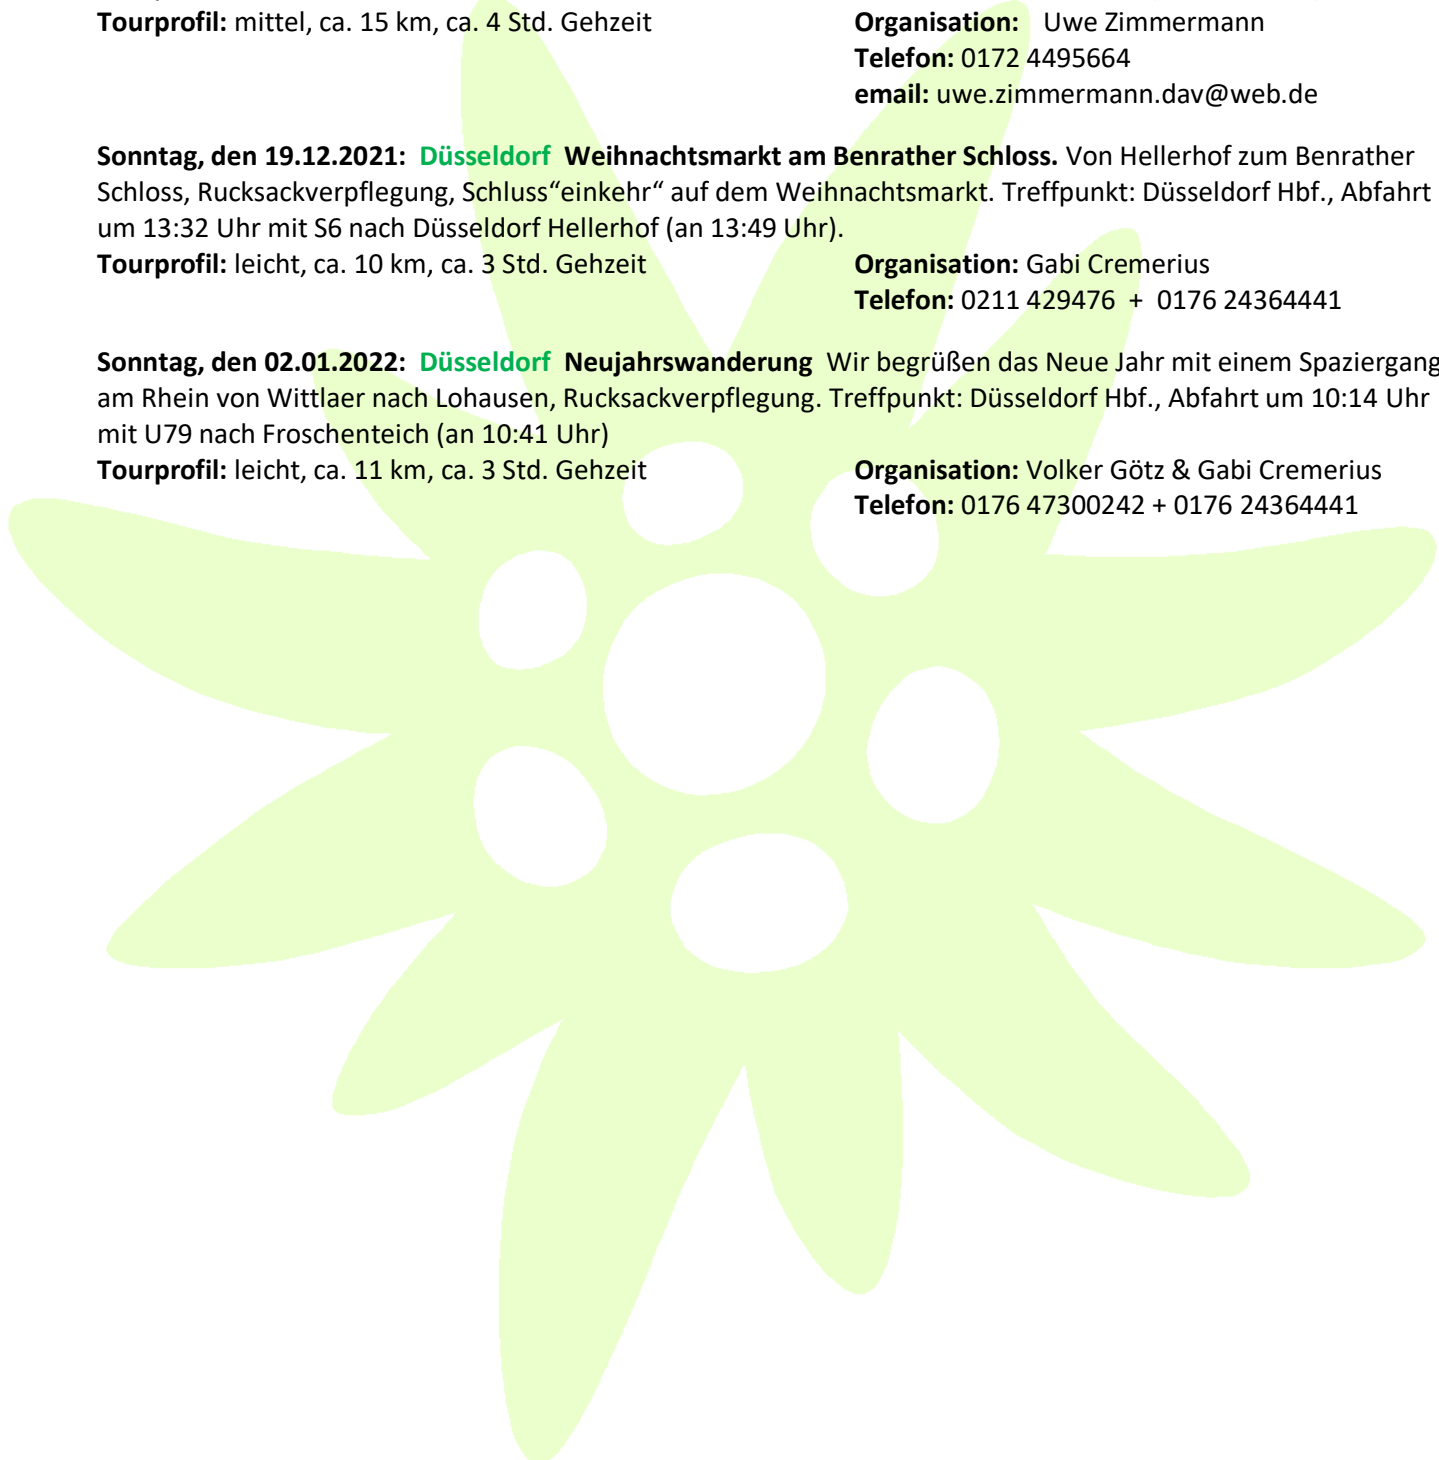 Tourprofil: mittel, ca. 15 km, ca. 4 Std. Gehzeit Organisation: Uwe Zimmermann
Telefon: 0172 4495664
email: uwe.zimmermann.dav@web.de
Sonntag, den 19.12.2021: Düsseldorf Weihnachtsmarkt am Benrather Schloss. Von Hellerhof zum Benrather
Schloss, Rucksackverpflegung, Schluss“einkehr“ auf dem Weihnachtsmarkt. Treffpunkt: Düsseldorf Hbf., Abfahrt
um 13:32 Uhr mit S6 nach Düsseldorf Hellerhof (an 13:49 Uhr).
Tourprofil: leicht, ca. 10 km, ca. 3 Std. Gehzeit Organisation: Gabi Cremerius
Telefon: 0211 429476 + 0176 24364441
Sonntag, den 02.01.2022: Düsseldorf Neujahrswanderung Wir begrüßen das Neue Jahr mit einem Spaziergang
am Rhein von Wittlaer nach Lohausen, Rucksackverpflegung. Treffpunkt: Düsseldorf Hbf., Abfahrt um 10:14 Uhr
mit U79 nach Froschenteich (an 10:41 Uhr)
Tourprofil: leicht, ca. 11 km, ca. 3 Std. Gehzeit Organisation: Volker Götz & Gabi Cremerius
Telefon: 0176 47300242 + 0176 24364441